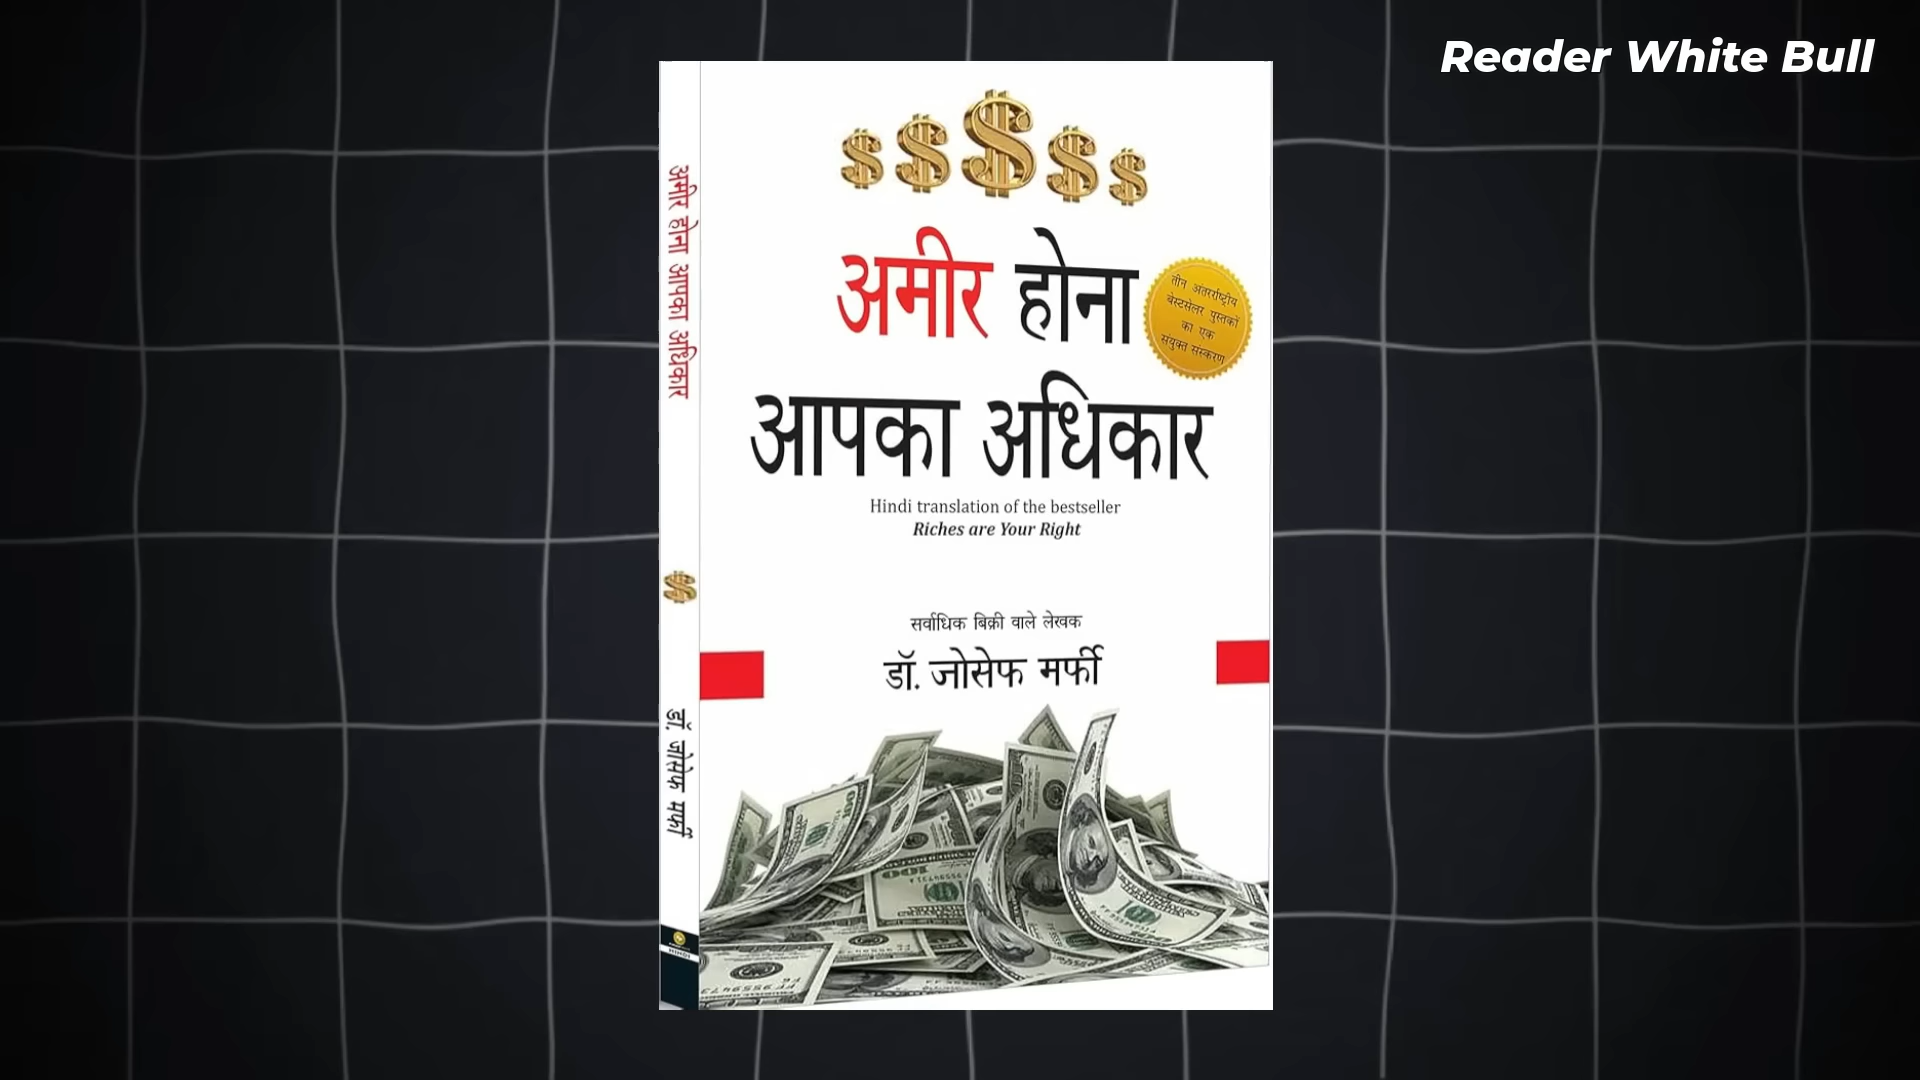 Reader White Bull
अमीर होना आपका अधिकार
डॉ. जोसेफ मर्फी
अमीर होना
आपका अधिकार
तीन अंतर्राष्ट्रीय
बेस्टसेलर पुस्तकों
का एक
संयुक्त संस्करण
Hindi translation of the bestseller
Riches are Your Right
सर्वाधिक बिक्री वाले लेखक
डॉ. जोसेफ मर्फी